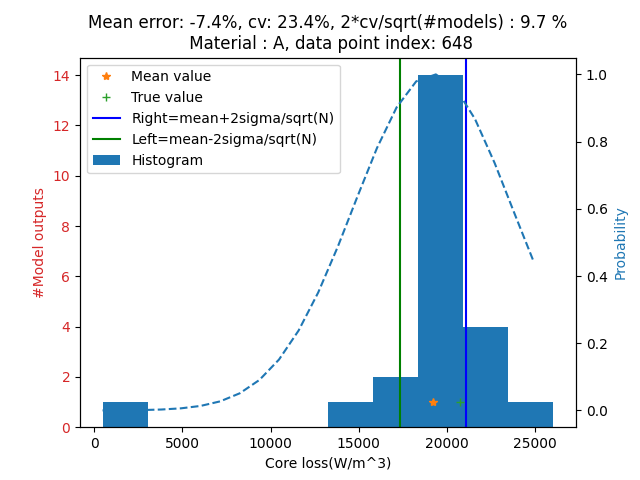 Mean error: -7.4%, cv: 23.4%, 2*cv/sqrt(#models) : 9.7 %
Material : A, data point index: 648
Mean value
True value
Right=mean+2sigma/sqrt(N)
Left=mean-2sigma/sqrt(N)
Histogram
14
12
10
8
6
4
2
0
#Model outputs
1.0
0.8
0.6
0.4
0.2
0.0
Probability
0 5000 10000 15000 20000 25000
Core loss(W/m^3)